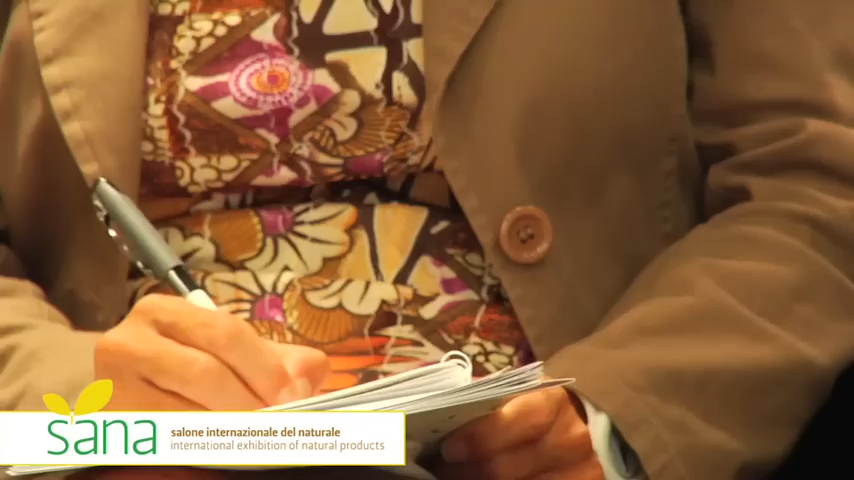 sana
salone internazionale del naturale
international exhibition of natural products